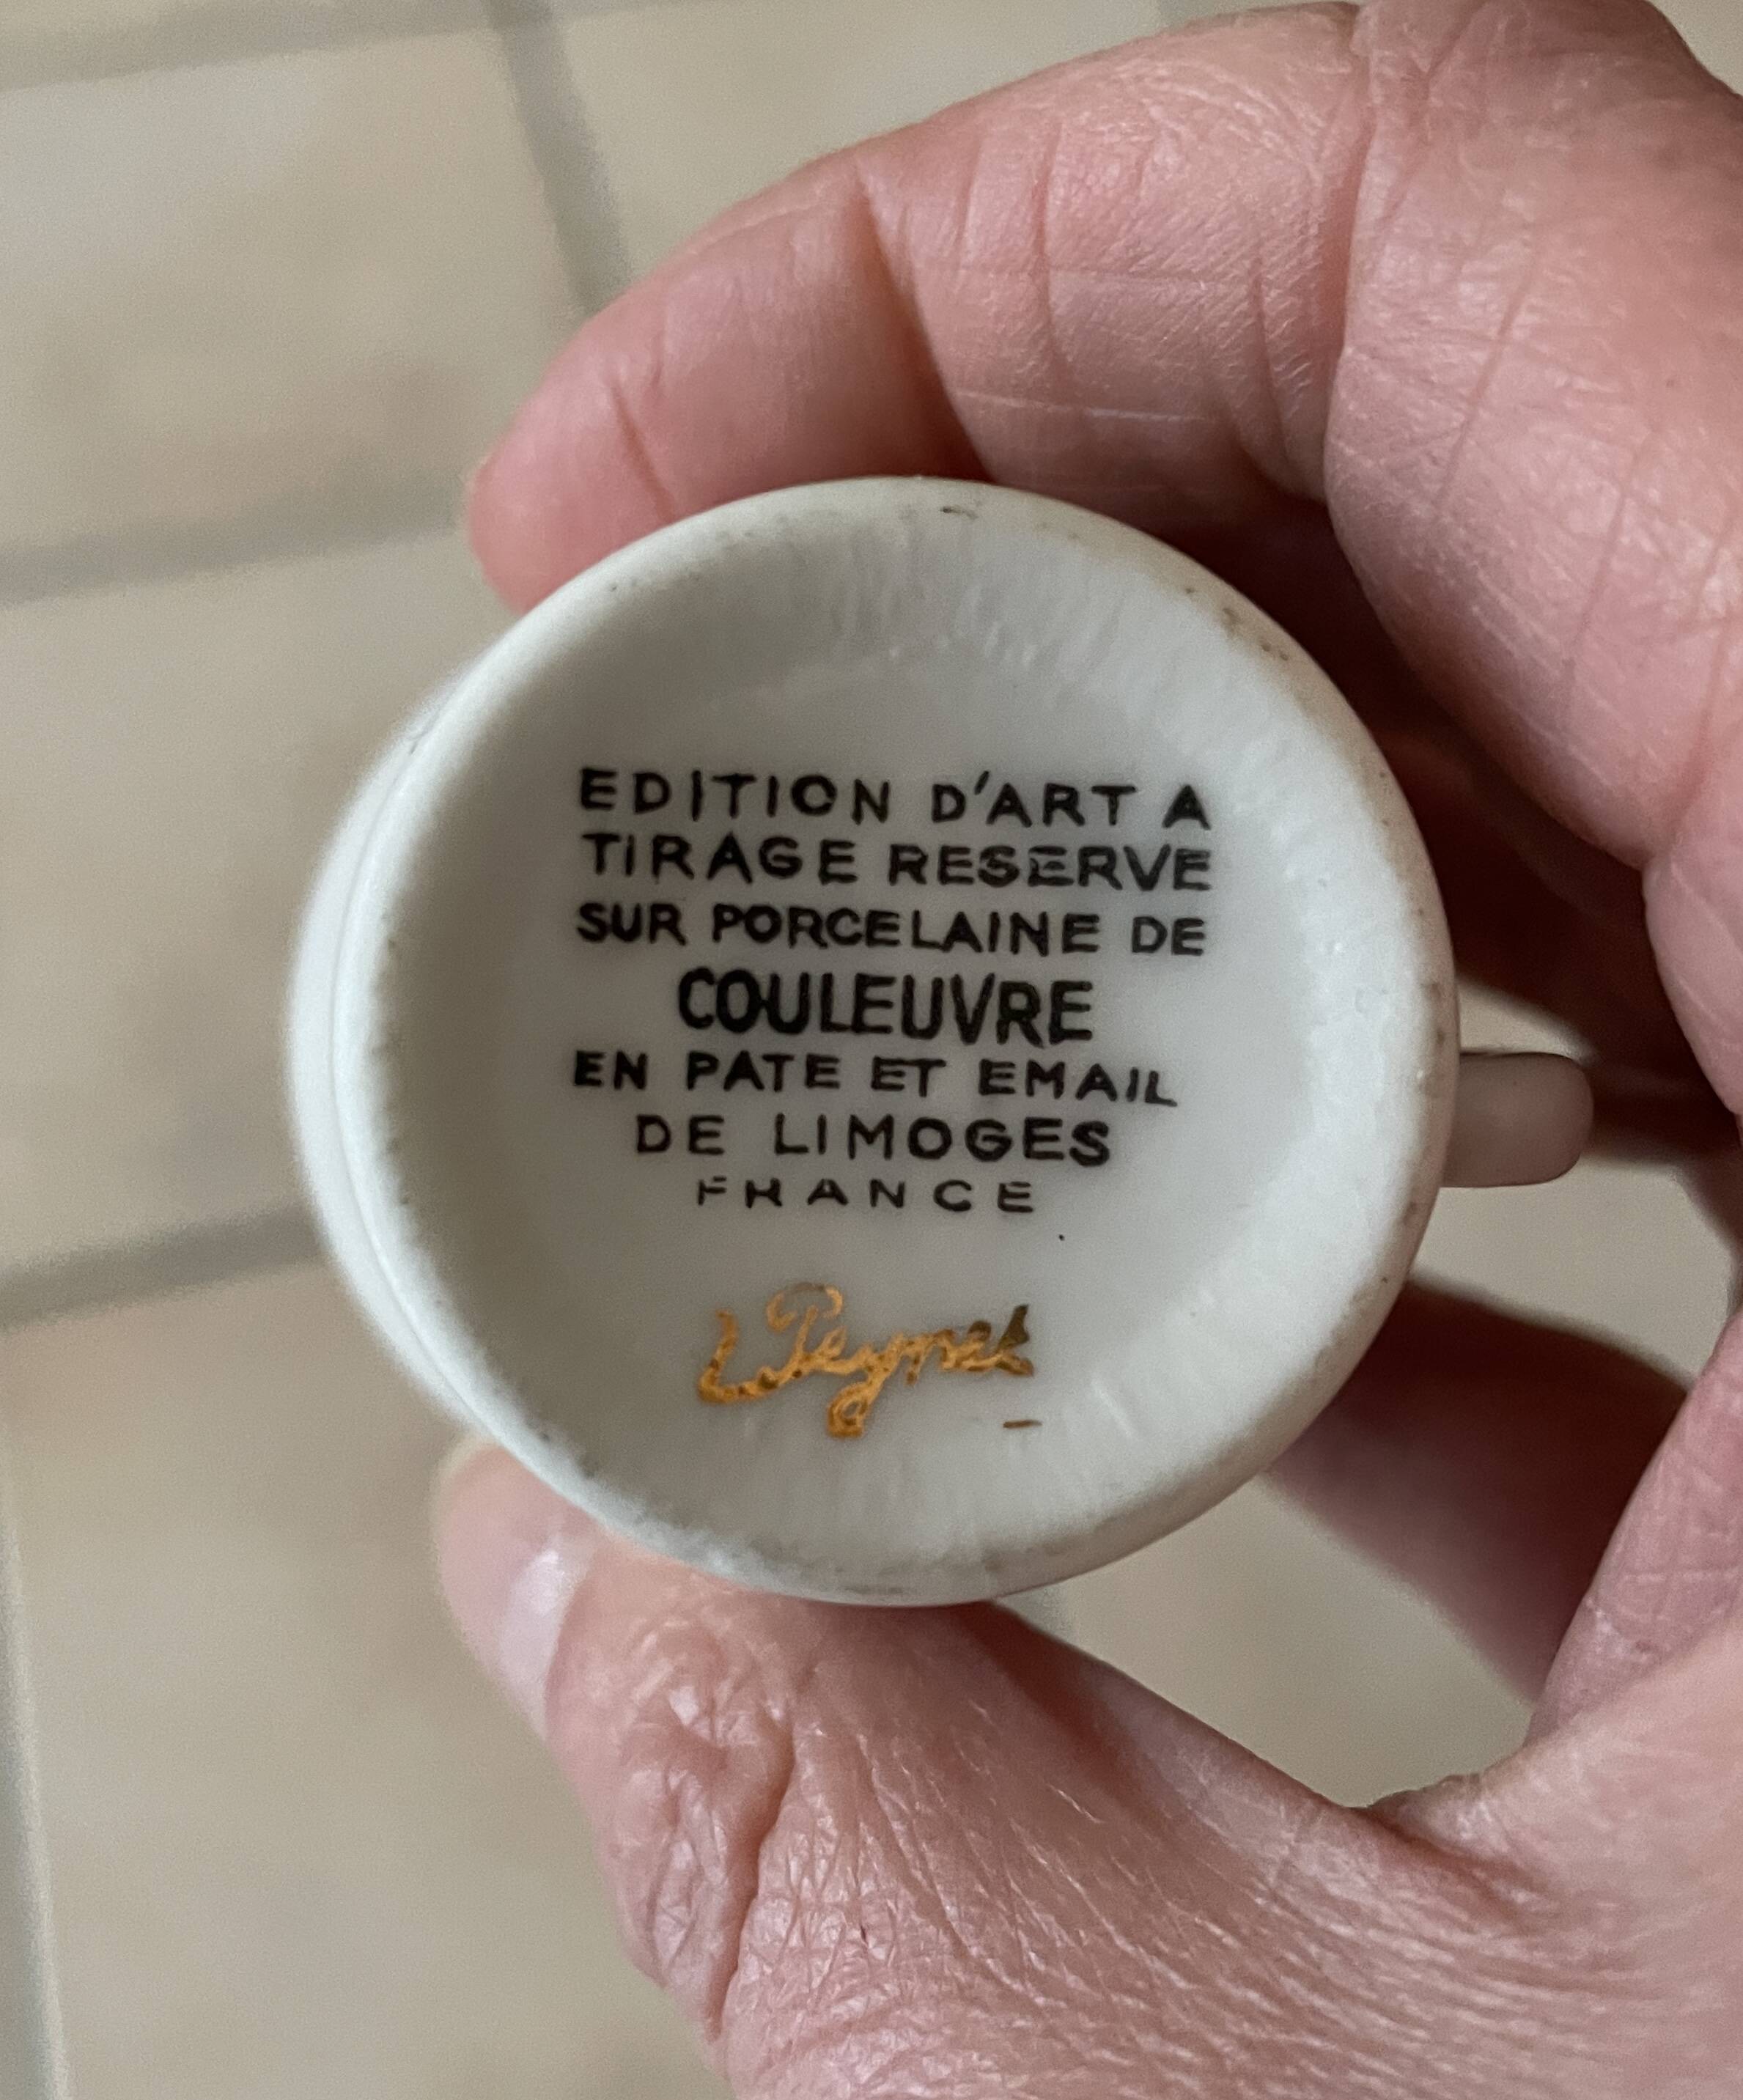 EDITION D'ART A
TIRAGE RESERVE
SUR PORCELAINE DE
COULEUVRE
EN PATE ET EMAIL
DE LIMOGES
FRANCE
Peynet